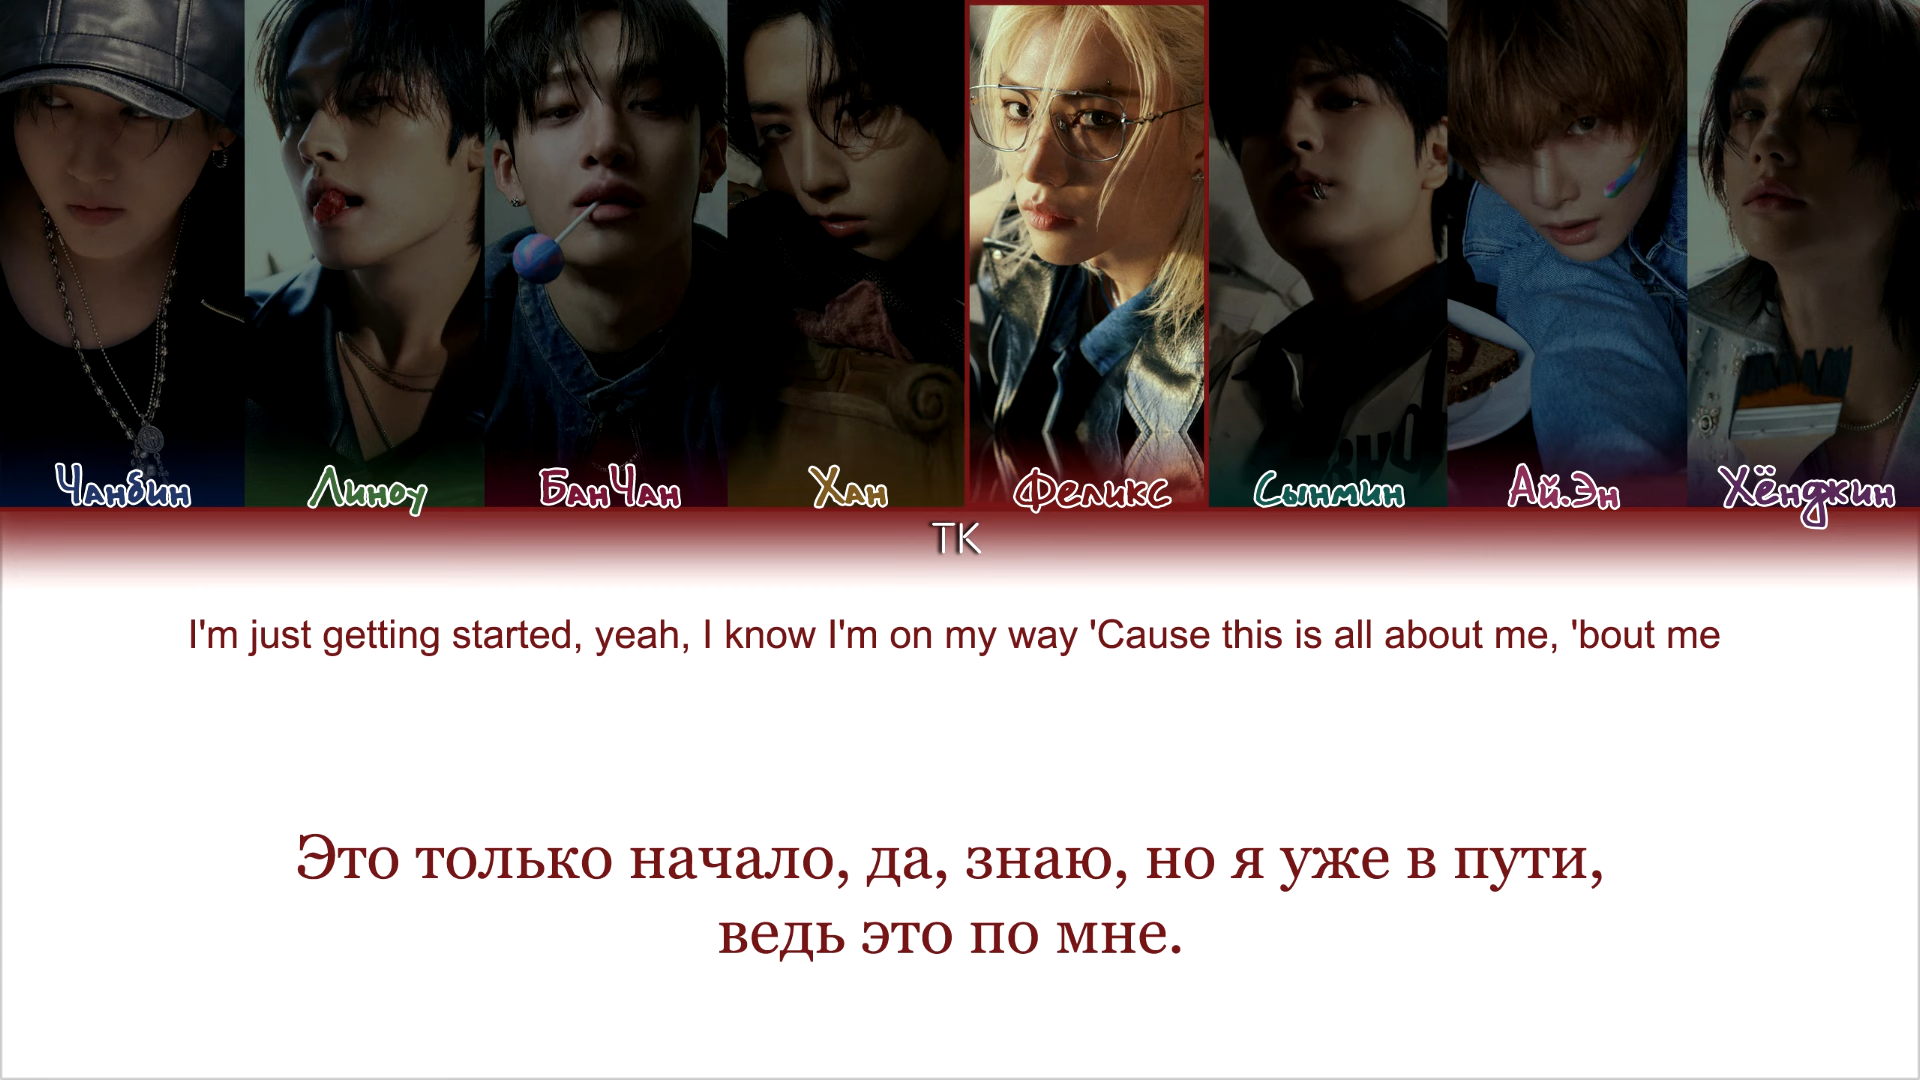 Чанбин Линоу БанЧан Хан Феликс Сынмин Ай.Эн Хёнджин
TK
I'm just getting started, yeah, I know I'm on my way 'Cause this is all about me, 'bout me
Это только начало, да, знаю, но я уже в пути,
ведь это по мне.